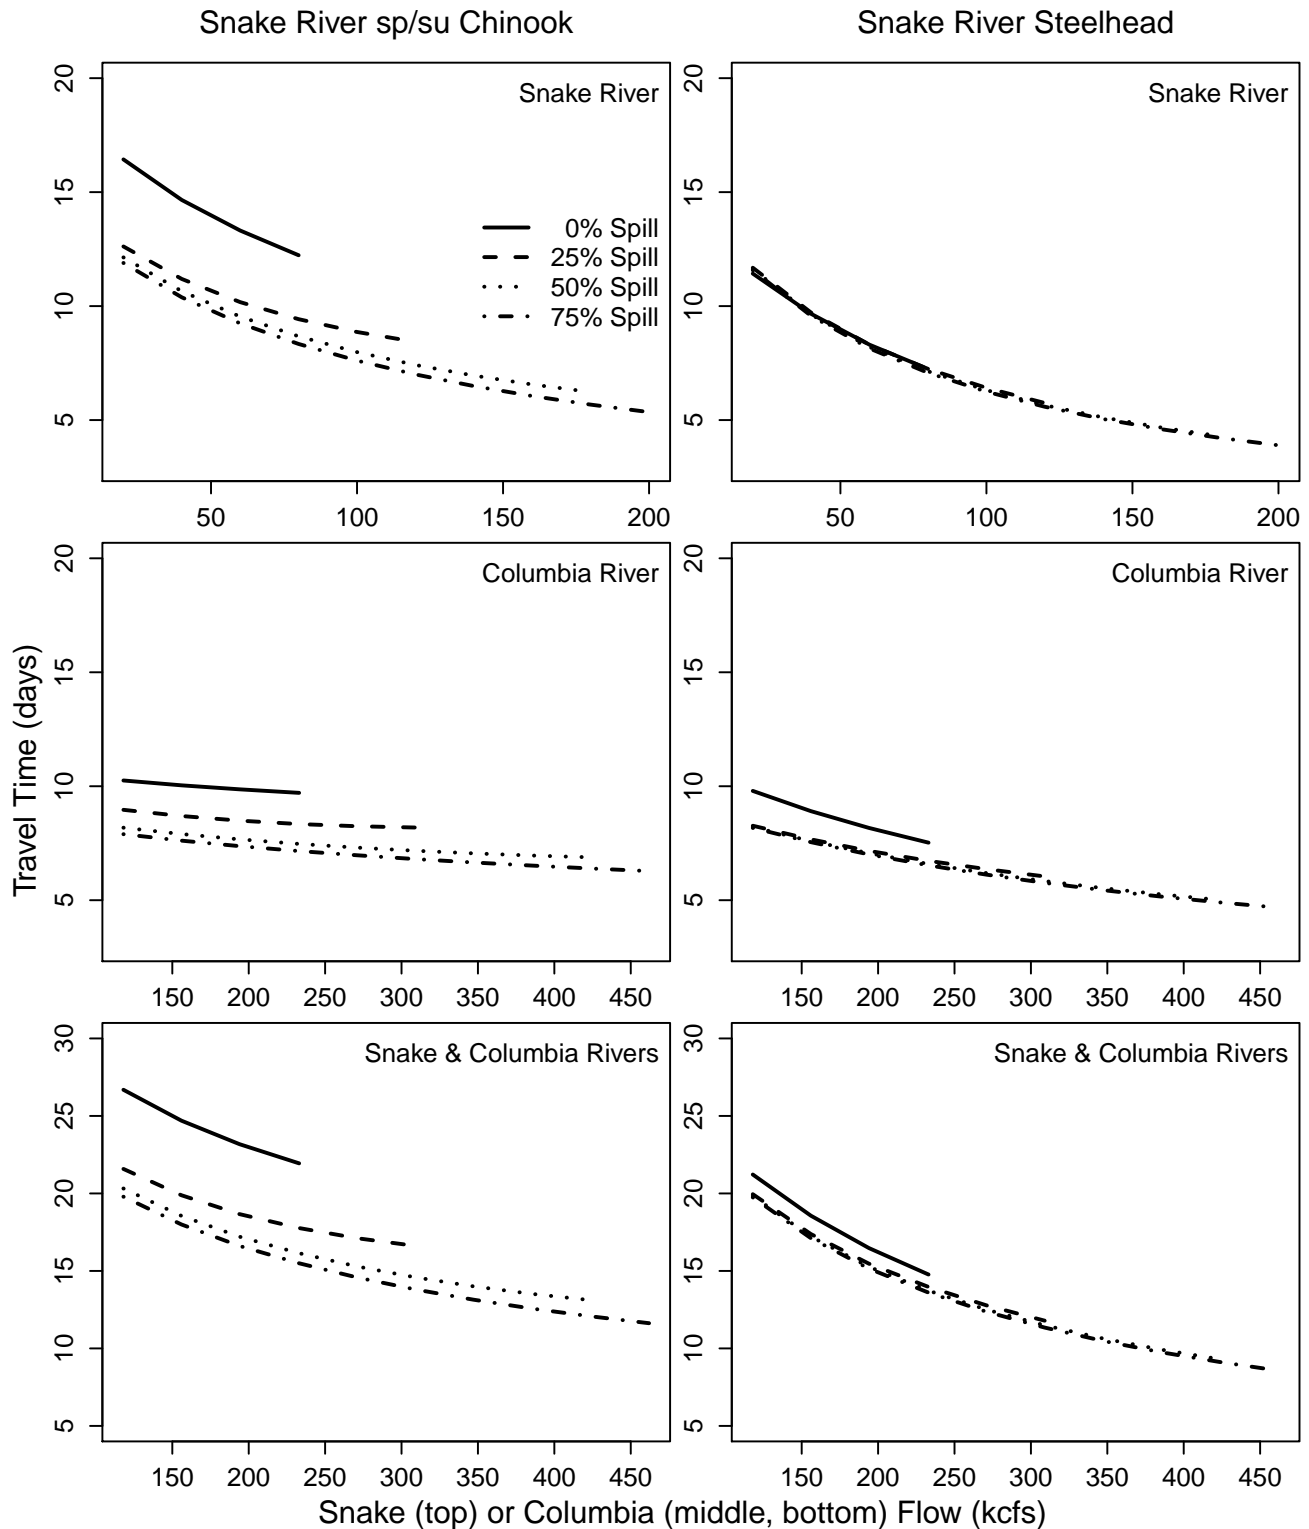 Snake River sp/su Chinook
Snake River Steelhead
20
15
10
5
Snake River
0% Spill
25% Spill
50% Spill
75% Spill
50 100 150 200
Snake River
20
15
10
5
50 100 150 200
Travel Time (days)
20
15
10
5
Columbia River
150 200 250 300 350 400 450
20
15
10
5
Columbia River
150 200 250 300 350 400 450
30
25
20
15
10
5
Snake & Columbia Rivers
150 200 250 300 350 400 450
30
25
20
15
10
5
Snake & Columbia Rivers
150 200 250 300 350 400 450
Snake (top) or Columbia (middle, bottom) Flow (kcfs)